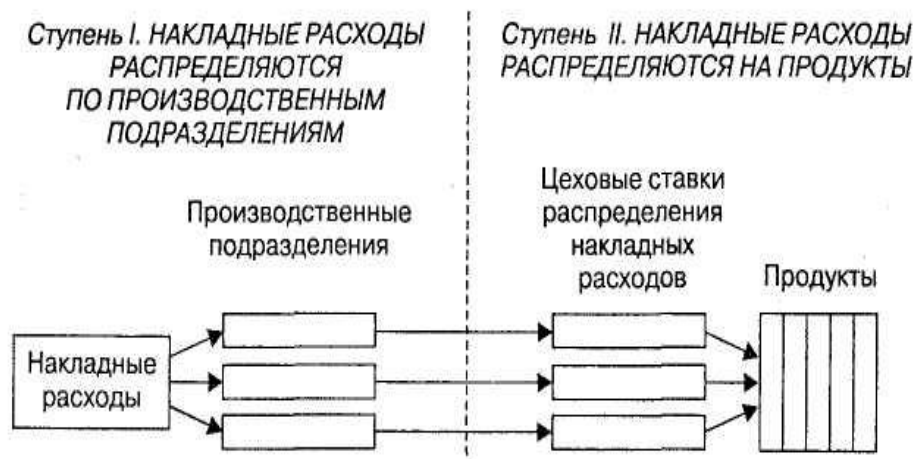 Ступень I. НАКЛАДНЫЕ РАСХОДЫ
РАСПРЕДЕЛЯЮТСЯ
ПО ПРОИЗВОДСТВЕННЫМ
ПОДРАЗДЕЛЕНИЯМ
Ступень II. НАКЛАДНЫЕ РАСХОДЫ
РАСПРЕДЕЛЯЮТСЯ НА ПРОДУКТЫ
Производственные
подразделения
Цеховые ставки
распределения
накладных
расходов
Продукты
Накладные
расходы